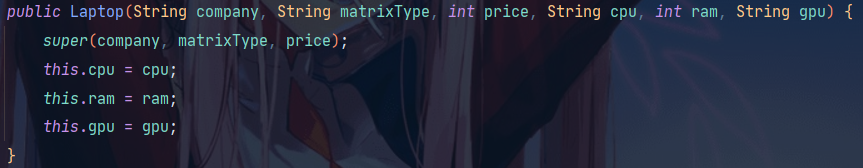 public Laptop(String company, String matrixType, int price, String cpu, int ram, String gpu) {
    super(company, matrixType, price);
    this.cpu = cpu;
    this.ram = ram;
    this.gpu = gpu;
}